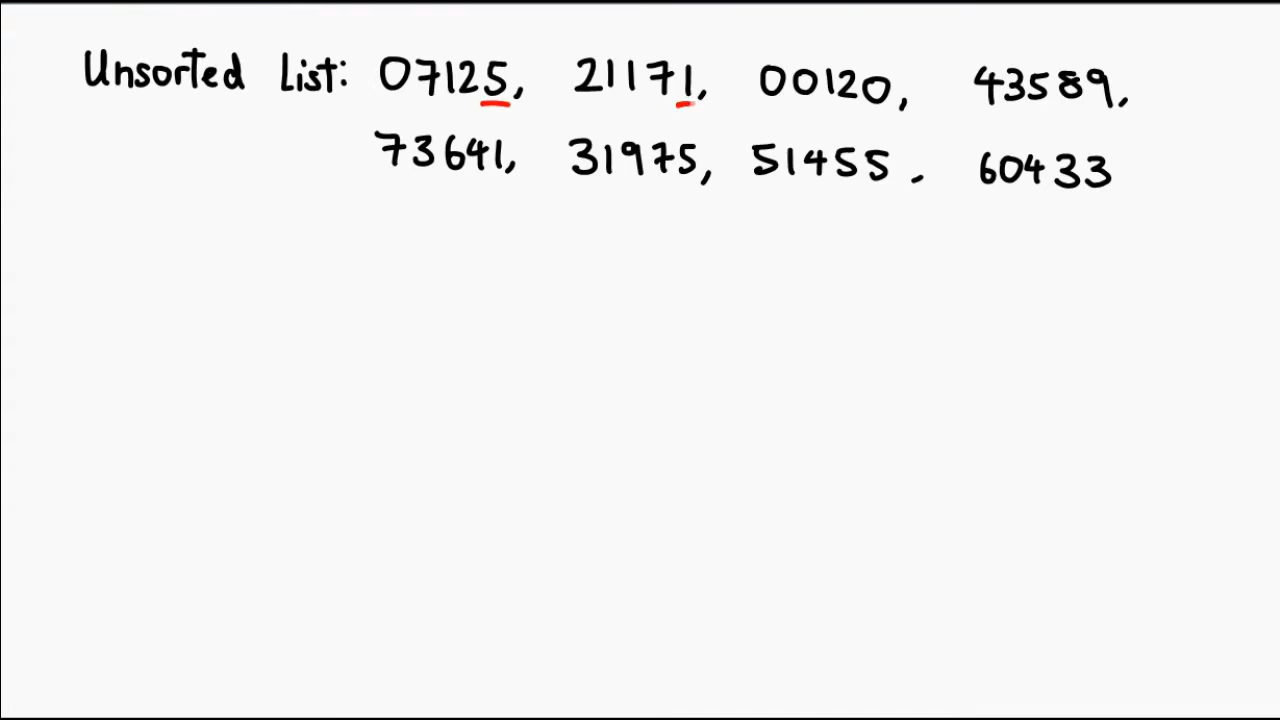 Unsorted List: 07125, 21171, 00120, 43589,
73641, 31975, 51455, 60433